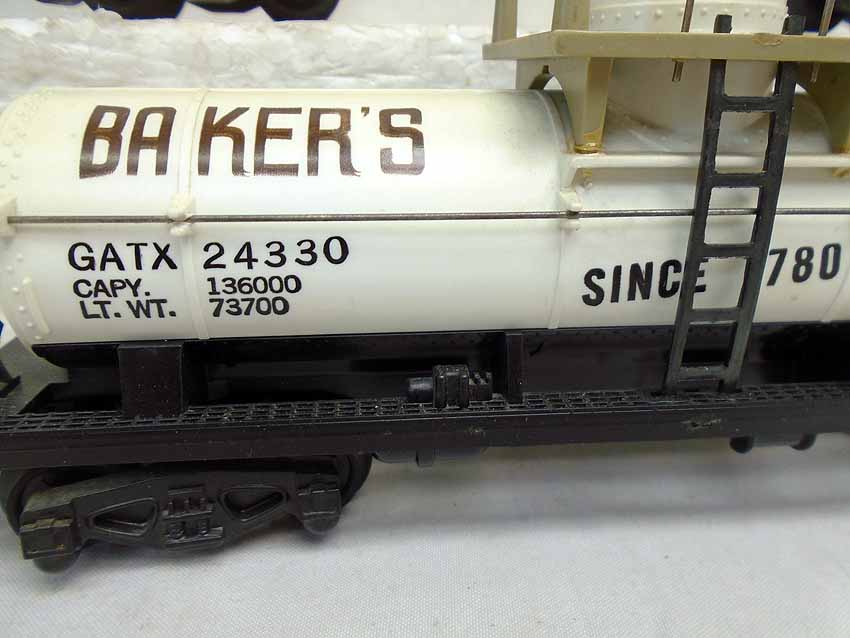 BAKER'S
GATX 24330
CAPY. 136000
LT. WT. 73700
SINCE 780